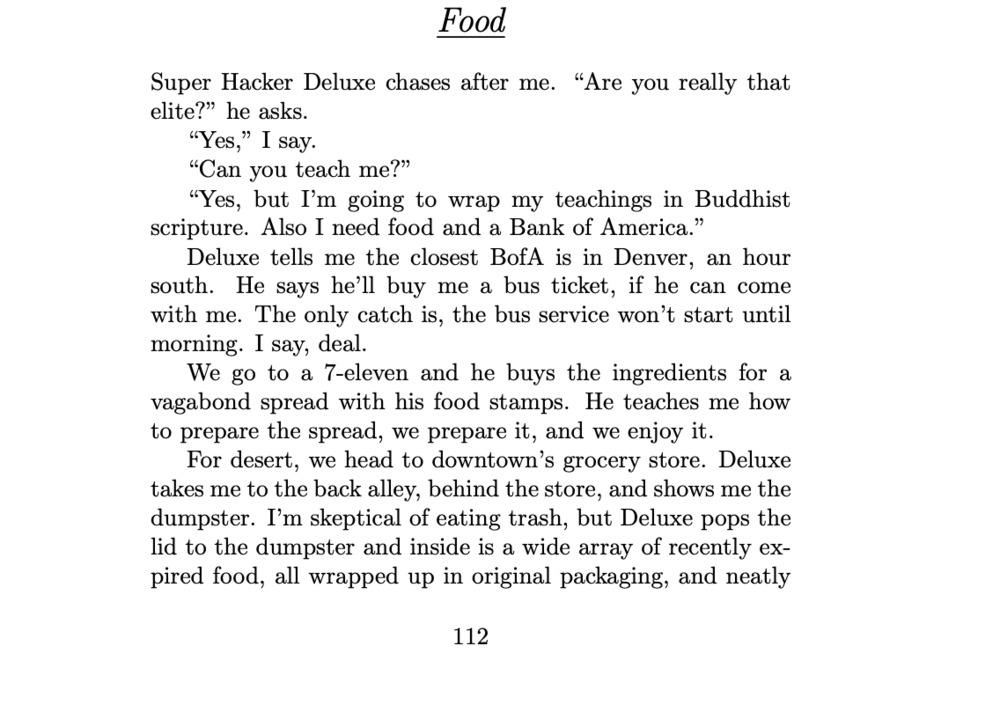 Food
Super Hacker Deluxe chases after me. “Are you really that
elite?” he asks.
“Yes,” I say.
“Can you teach me?”
“Yes, but I’m going to wrap my teachings in Buddhist
scripture. Also I need food and a Bank of America.”
Deluxe tells me the closest BofA is in Denver, an hour
south. He says he’ll buy me a bus ticket, if he can come
with me. The only catch is, the bus service won’t start until
morning. I say, deal.
We go to a 7-eleven and he buys the ingredients for a
vagabond spread with his food stamps. He teaches me how
to prepare the spread, we prepare it, and we enjoy it.
For desert, we head to downtown’s grocery store. Deluxe
takes me to the back alley, behind the store, and shows me the
dumpster. I’m skeptical of eating trash, but Deluxe pops the
lid to the dumpster and inside is a wide array of recently ex-
pired food, all wrapped up in original packaging, and neatly
112